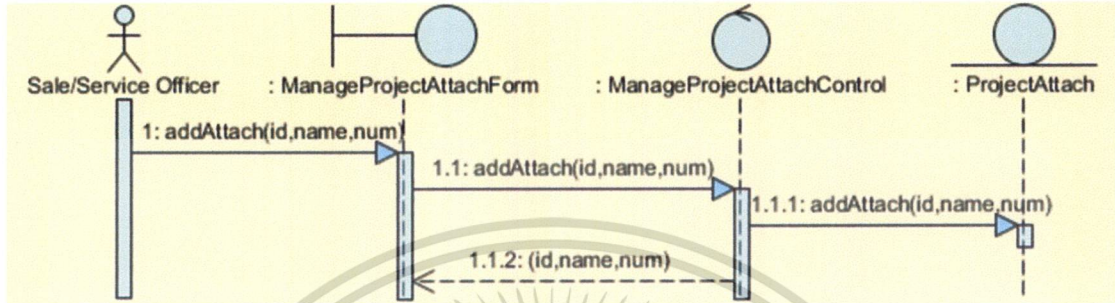 Sale/Service Officer
: ManageProjectAttachForm
: ManageProjectAttachControl
: ProjectAttach
1: addAttach(id,name,num)
1.1: addAttach(id,name,num)
1.1.1: addAttach(id,name,num)
1.1.2: (id,name,num)